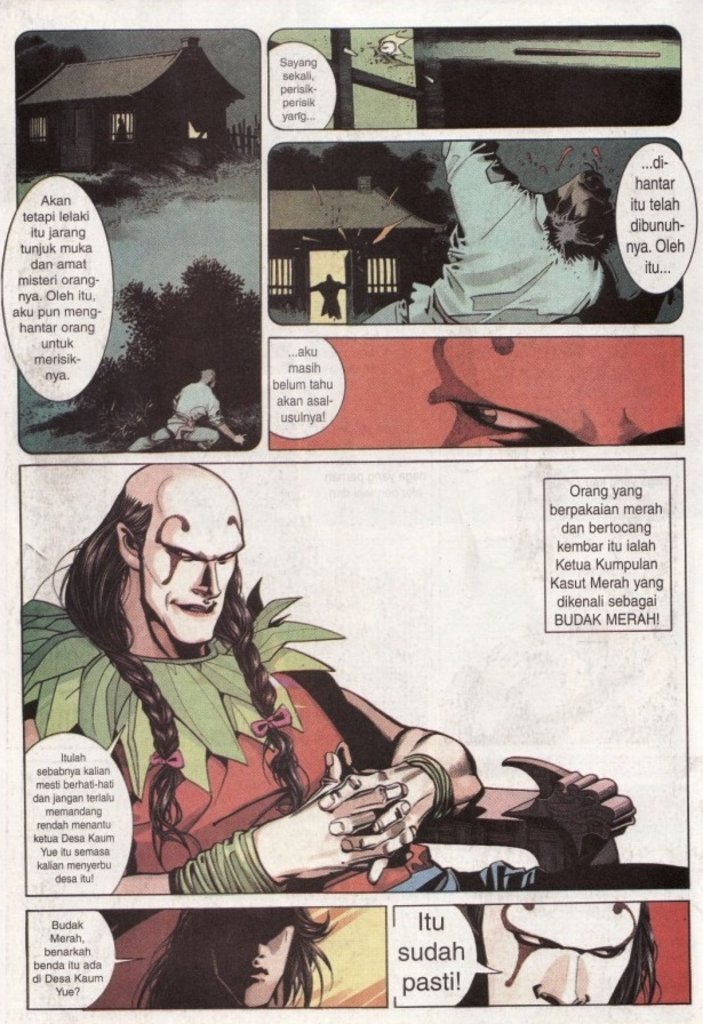 Akan
tetapi lelaki
itu jarang
tunjuk muka
dan amat
misteri orang-
nya. Oleh itu,
aku pun meng-
hantar orang
untuk
merisik-
nya.
Sayang
sekali,
perisik-
perisik
yang...
...di-
hantar
itu telah
dibunuh-
nya. Oleh
itu...
...aku
masih
belum tahu
akan asal-
usulnya!
Orang yang
berpakaian merah
dan bertocang
kembar itu ialah
Ketua Kumpulan
Kasut Merah yang
dikenali sebagai
BUDAK MERAH!
Itulah
sebabnya kalian
mesti berhati-hati
dan jangan terlalu
memandang
rendah menantu
ketua Desa Kaum
Yue itu semasa
kalian menyerbu
desa itu!
Budak
Merah,
benarkah
benda itu ada
di Desa Kaum
Yue?
Itu
sudah
pasti!